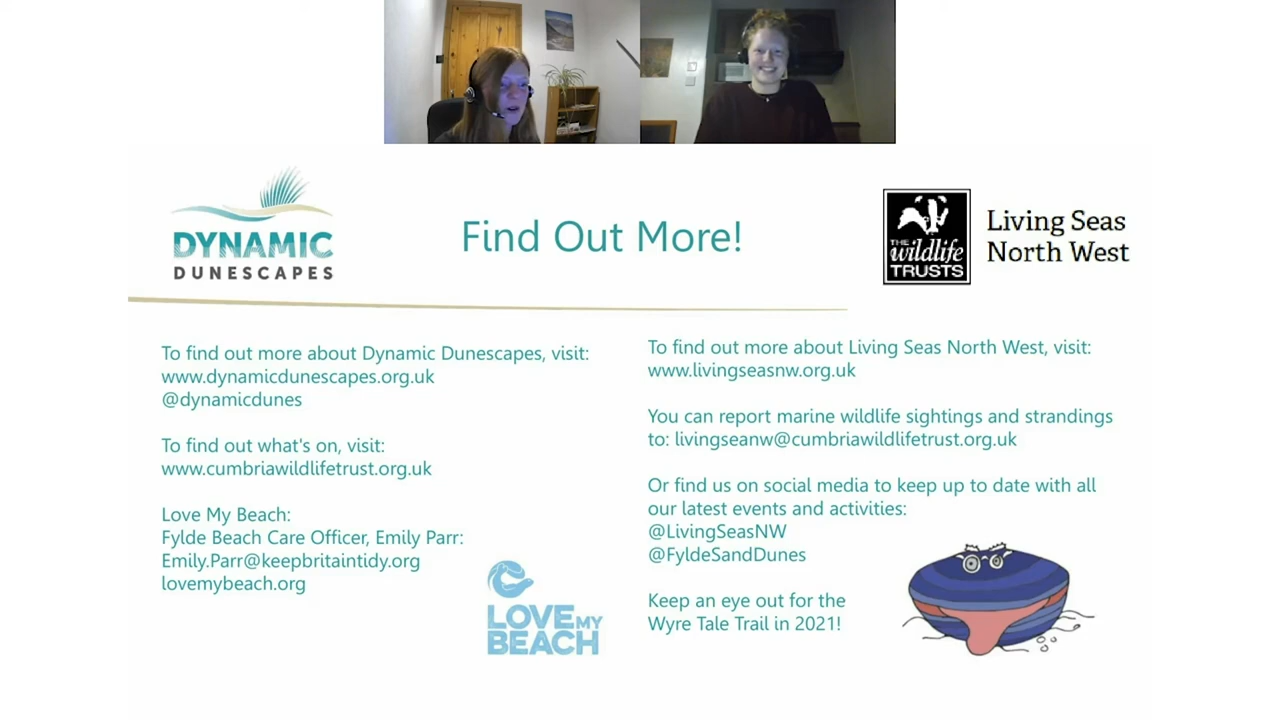 DYNAMIC
DUNESCAPES
Find Out More!
THE
wildlife
TRUSTS
Living Seas
North West
To find out more about Dynamic Dunescapes, visit:
www.dynamicdunescapes.org.uk
@dynamicdunes
To find out what's on, visit:
www.cumbriawildlifetrust.org.uk
Love My Beach:
Fylde Beach Care Officer, Emily Parr:
Emily.Parr@keepbritaintidy.org
lovemybeach.org
LOVE MY
BEACH
To find out more about Living Seas North West, visit:
www.livingseasnw.org.uk
You can report marine wildlife sightings and strandings
to: livingseanw@cumbriawildlifetrust.org.uk
Or find us on social media to keep up to date with all
our latest events and activities:
@LivingSeasNW
@FyldeSandDunes
Keep an eye out for the
Wyre Tale Trail in 2021!